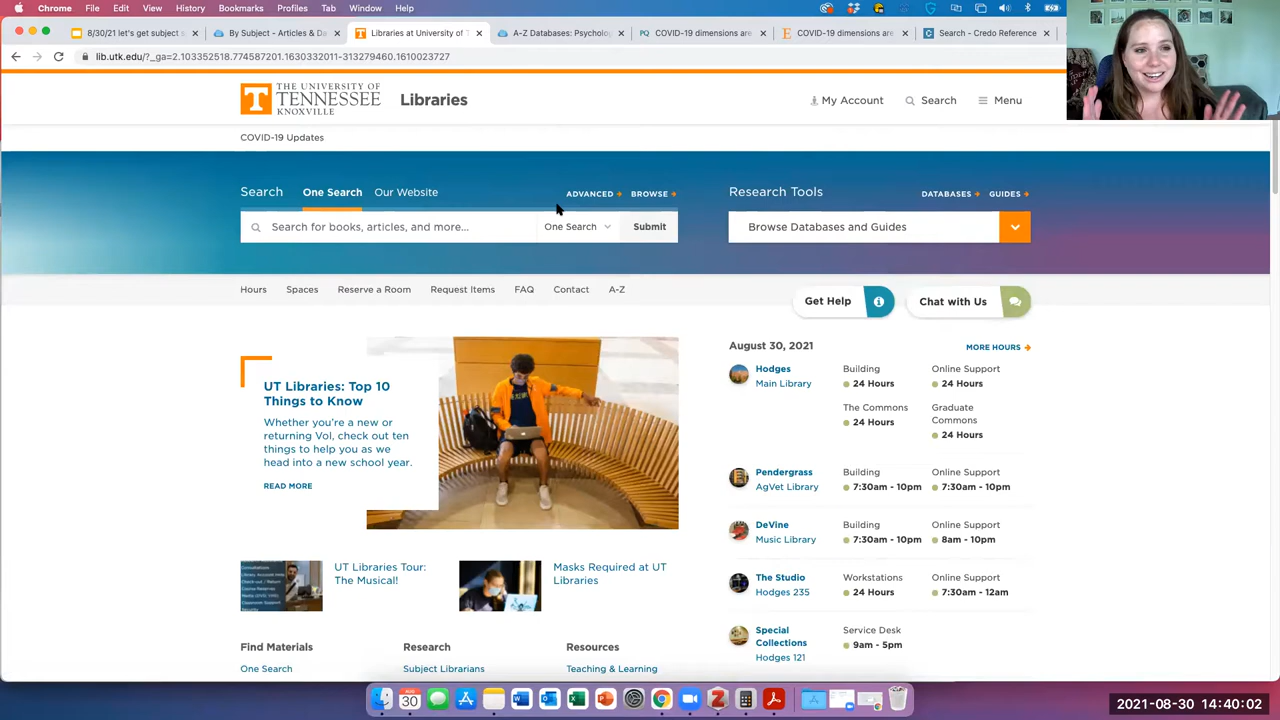 Chrome File Edit View History Bookmarks Profiles Tab Window Help
8/30/21 let's get subject s
By Subject - Articles & Da
Libraries at University of T
A-Z Databases: Psycholog
COVID-19 dimensions are
COVID-19 dimensions are
Search - Credo Reference
lib.utk.edu/?_ga=2.103352518.774587201.1630332011-313279460.1610023727
THE UNIVERSITY OF
TENNESSEE
KNOXVILLE
Libraries
My Account Search Menu
COVID-19 Updates
Search One Search Our Website ADVANCED BROWSE
Search for books, articles, and more... One Search Submit
Research Tools DATABASES GUIDES
Browse Databases and Guides
Hours Spaces Reserve a Room Request Items FAQ Contact A-Z
Get Help Chat with Us
UT Libraries: Top 10
Things to Know
Whether you're a new or
returning Vol, check out ten
things to help you as we
head into a new school year.
READ MORE
August 30, 2021 MORE HOURS
Hodges
Main Library
Building
24 Hours
Online Support
24 Hours
The Commons
24 Hours
Graduate
Commons
24 Hours
Pendergrass
AgVet Library
Building
7:30am - 10pm
Online Support
7:30am - 10pm
DeVine
Music Library
Building
7:30am - 10pm
Online Support
8am - 10pm
The Studio
Hodges 235
Workstations
24 Hours
Online Support
7:30am - 12am
Special
Collections
Hodges 121
Service Desk
9am - 5pm
UT Libraries Tour:
The Musical!
Masks Required at UT
Libraries
Find Materials
One Search
Research
Subject Librarians
Resources
Teaching & Learning
2021-08-30 14:40:02